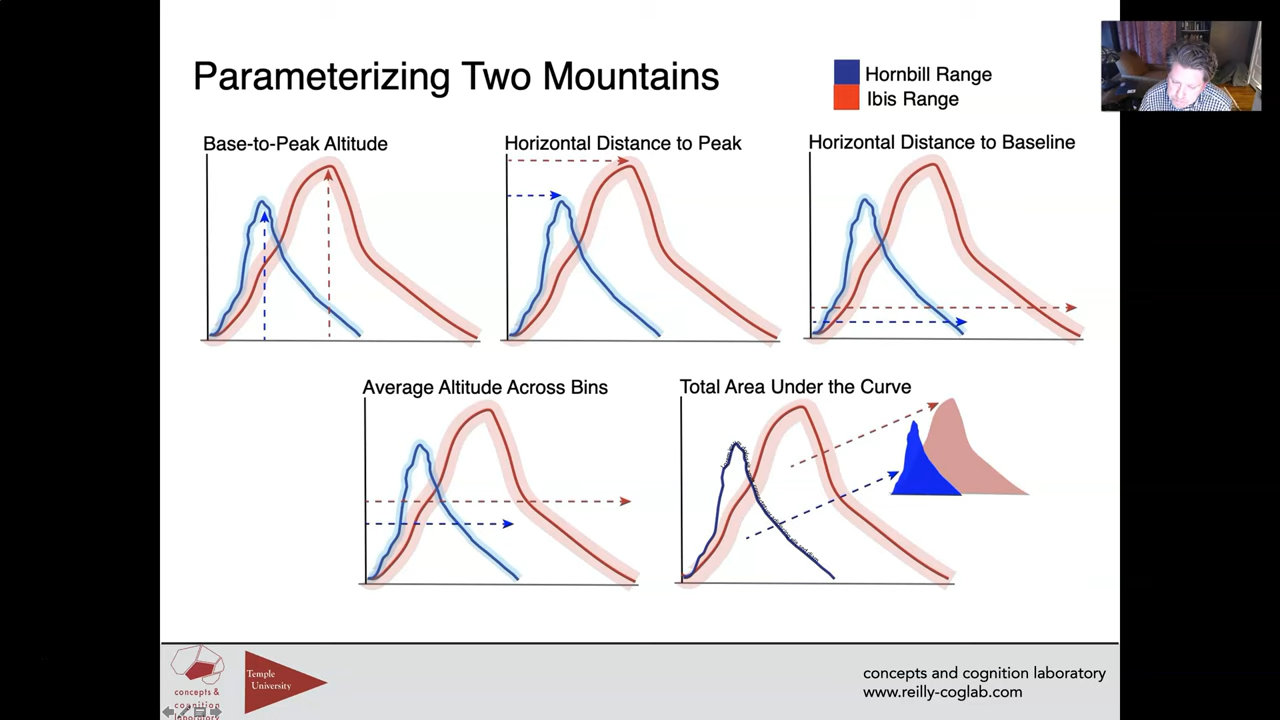 Parameterizing Two Mountains
Hornbill Range
Ibis Range
Base-to-Peak Altitude
Horizontal Distance to Peak
Horizontal Distance to Baseline
Average Altitude Across Bins
Total Area Under the Curve
concepts &
cognition
laboratory
Temple
University
concepts and cognition laboratory
www.reilly-coglab.com